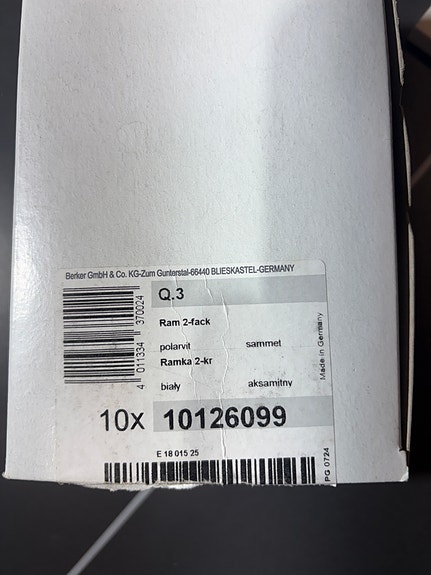 Berker GmbH & Co. KG-Zum Gunterstal-66440 BLIESKASTEL-GERMANY
Q.3
Ram 2-fack
polarvit sammet
Ramka 2-kr
biały aksamitny
10x 10126099
E 18 015 25
4 011334 370024
Made in Germany
PG 0724